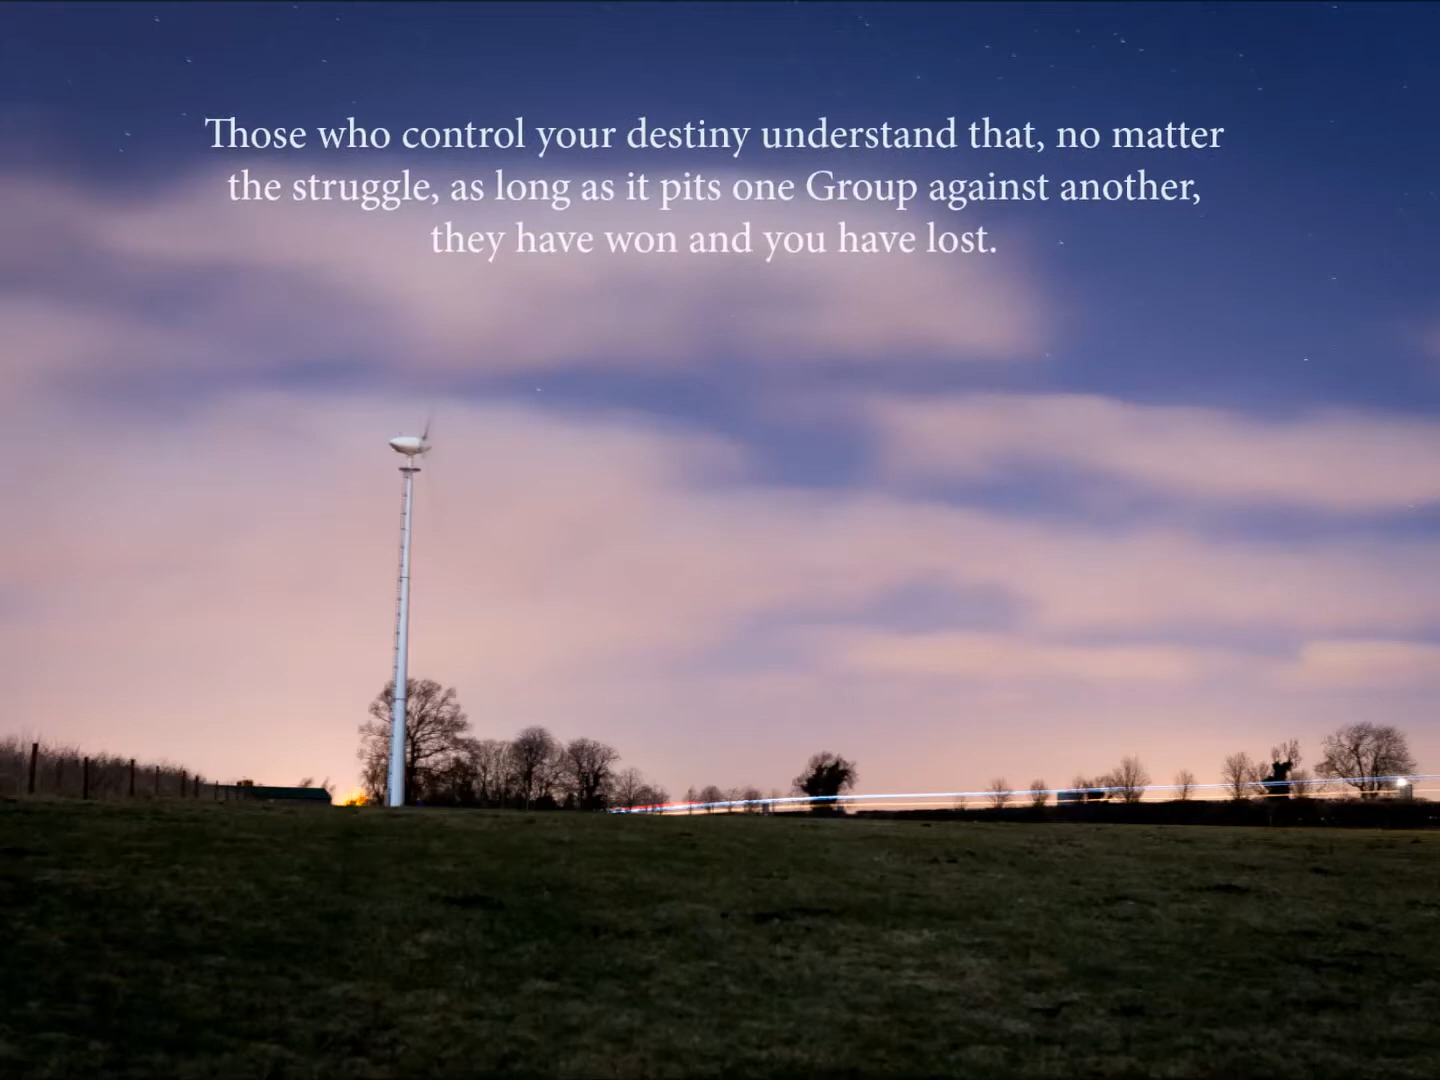 Those who control your destiny understand that, no matter
the struggle, as long as it pits one Group against another,
they have won and you have lost.